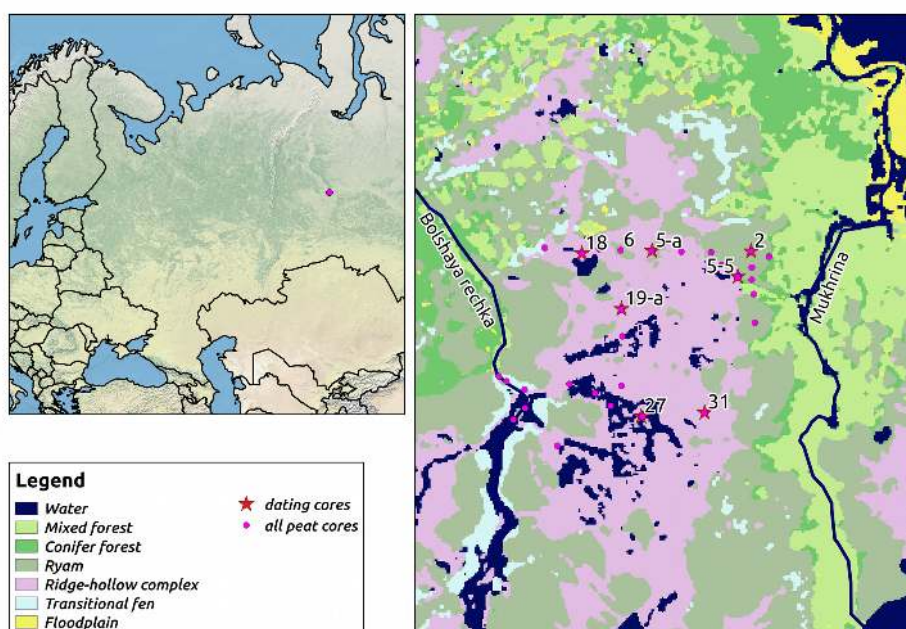 Bolshaya rechka
18
6
5-a
2
5-5
19-a
Mukhrina
27
31
Legend
Water
Mixed forest
Conifer forest
Ryam
Ridge-hollow complex
Transitional fen
Floodplain
dating cores
all peat cores